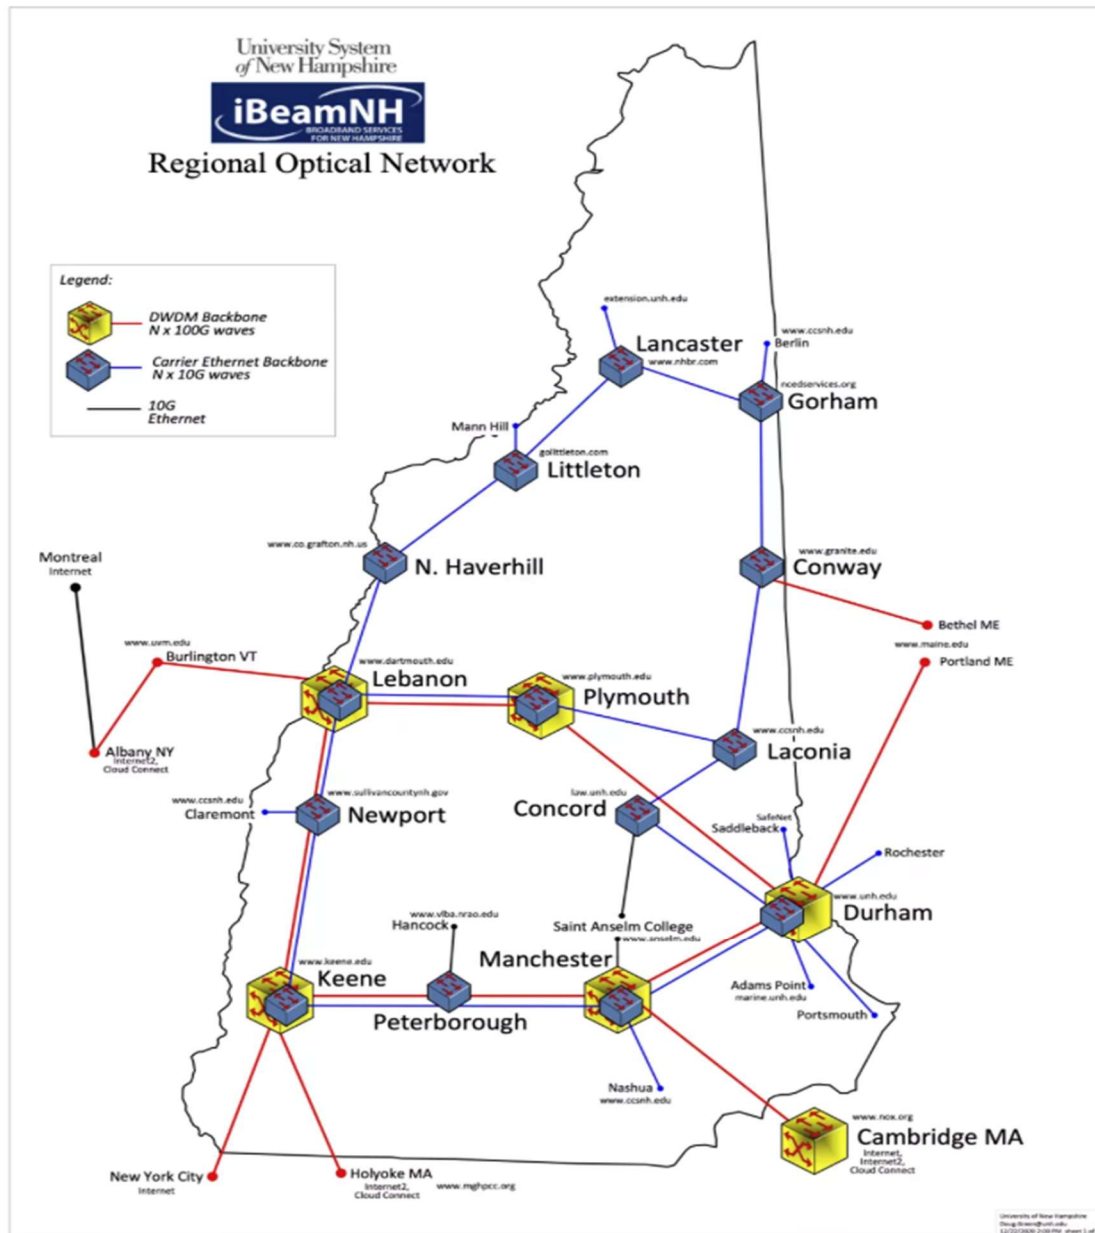 University System
of New Hampshire
iBeamNH
BROADBAND SERVICES
FOR NEW HAMPSHIRE
Regional Optical Network
Legend:
DWDM Backbone
N x 100G waves
Carrier Ethernet Backbone
N x 10G waves
10G
Ethernet
extension.unh.edu
Lancaster
www.nhbr.com
www.ccsnh.edu
Berlin
ncedservices.org
Gorham
Mann Hill
golittleton.com
Littleton
www.co.grafton.nh.us
N. Haverhill
www.granite.edu
Conway
Montreal
Internet
Bethel ME
www.maine.edu
Portland ME
www.uvm.edu
Burlington VT
www.dartmouth.edu
Lebanon
www.plymouth.edu
Plymouth
www.ccsnh.edu
Laconia
Albany NY
Internet2,
Cloud Connect
www.ccsnh.edu
Claremont
www.sullivancountynh.gov
Newport
law.unh.edu
Concord
SafeNet
Saddleback
Rochester
www.unh.edu
Durham
www.vlba.nrao.edu
Hancock
Saint Anselm College
www.anselm.edu
Manchester
www.keene.edu
Keene
Peterborough
Adams Point
marine.unh.edu
Portsmouth
Nashua
www.ccsnh.edu
www.nox.org
Cambridge MA
Internet,
Internet2,
Cloud Connect
New York City
Internet
Holyoke MA
Internet2,
Cloud Connect
www.mghpcc.org
University of New Hampshire